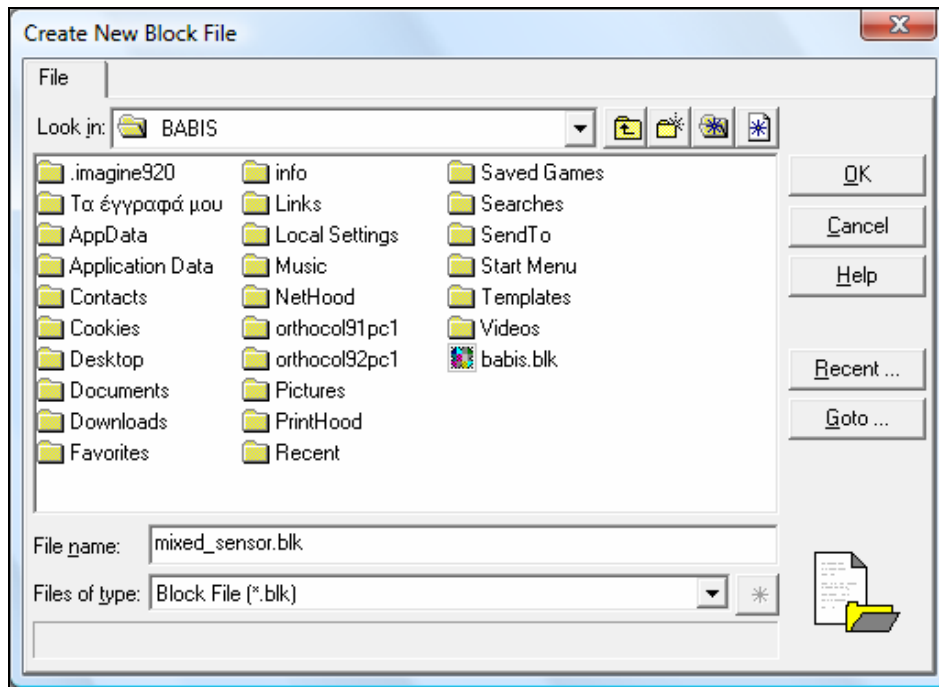 Create New Block File
File
Look in: BABIS
.imagine920 info Saved Games
Τα έγγραφά μου Links Searches
AppData Local Settings SendTo
Application Data Music Start Menu
Contacts NetHood Templates
Cookies orthocol91pc1 Videos
Desktop orthocol92pc1 babis.blk
Documents Pictures
Downloads PrintHood
Favorites Recent
OK
Cancel
Help
Recent ...
Goto ...
File name: mixed_sensor.blk
Files of type: Block File (*.blk)